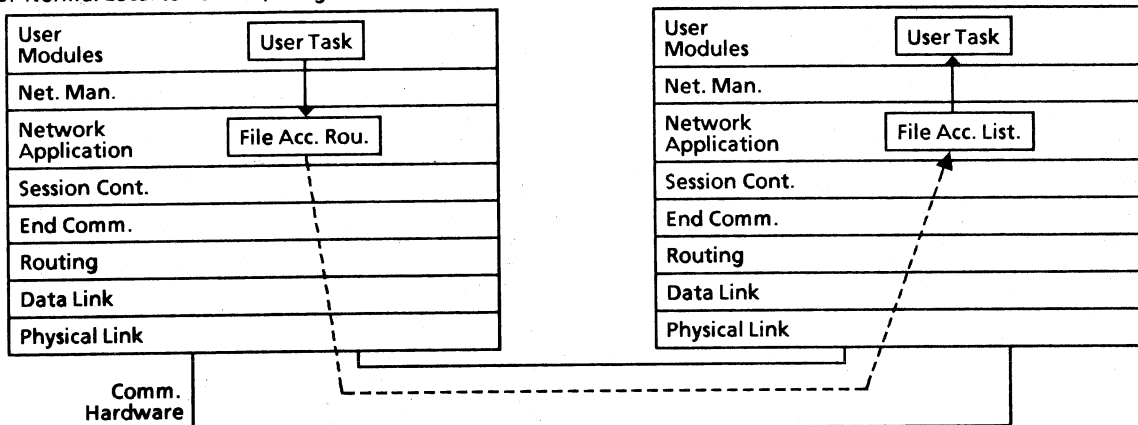 User
Modules
User Task
Net. Man.
Network
Application
File Acc. Rou.
Session Cont.
End Comm.
Routing
Data Link
Physical Link
Comm.
Hardware
User
Modules
User Task
Net. Man.
Network
Application
File Acc. List.
Session Cont.
End Comm.
Routing
Data Link
Physical Link